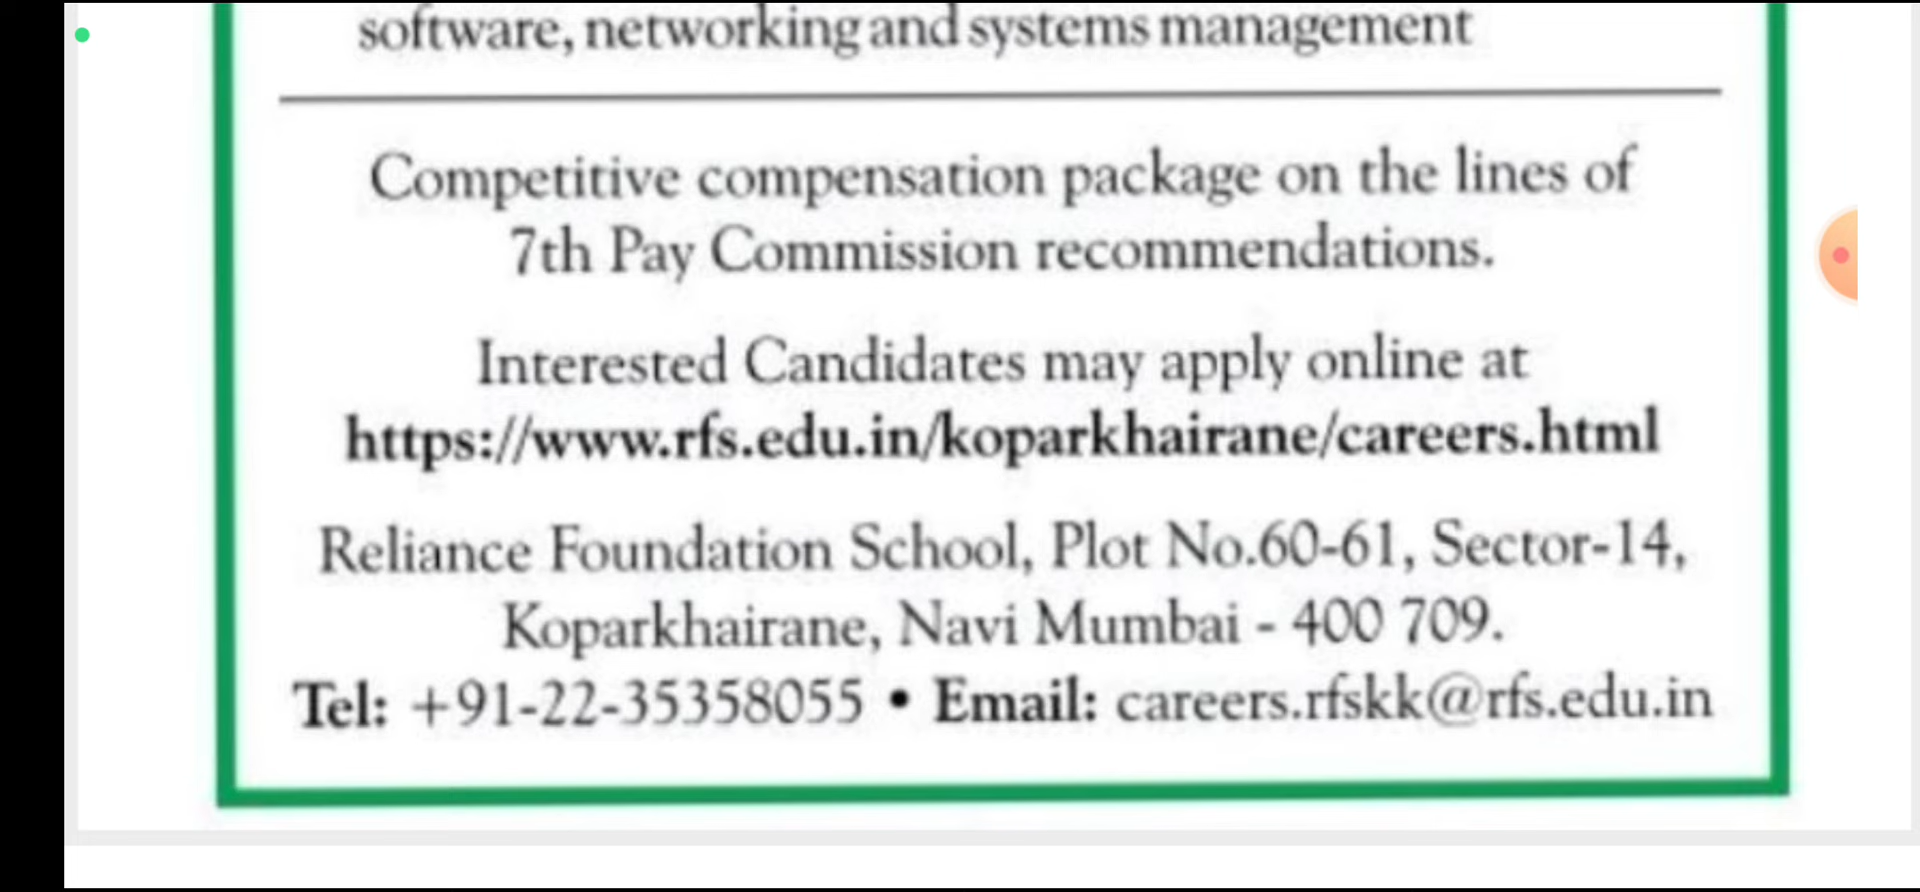 software, networking and systems management
Competitive compensation package on the lines of
7th Pay Commission recommendations.
Interested Candidates may apply online at
https://www.rfs.edu.in/koparkhairane/careers.html
Reliance Foundation School, Plot No.60-61, Sector-14,
Koparkhairane, Navi Mumbai - 400 709.
Tel: +91-22-35358055 • Email: careers.rfskk@rfs.edu.in